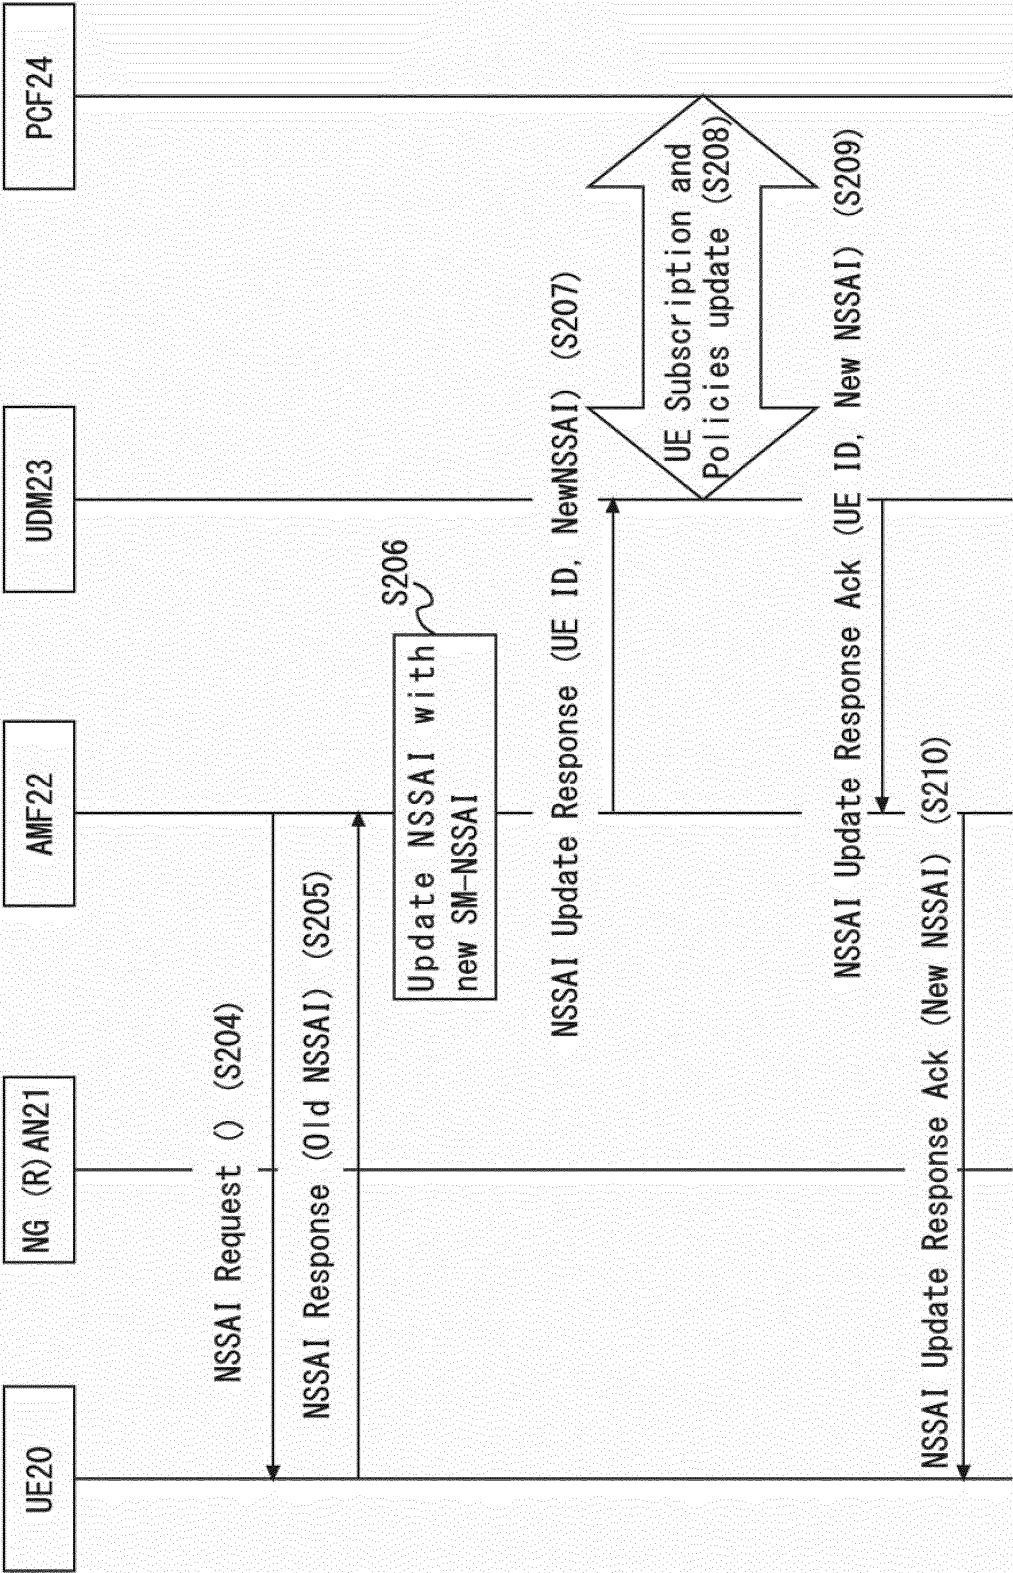 UE20
NG (R)AN21
AMF22
UDM23
PCF24
NSSAI Request () (S204)
NSSAI Response (Old NSSAI) (S205)
S206
Update NSSAI with
new SM-NSSAI
NSSAI Update Response (UE ID, NewNSSAI) (S207)
UE Subscription and
Policies update (S208)
NSSAI Update Response Ack (UE ID, New NSSAI) (S209)
NSSAI Update Response Ack (New NSSAI) (S210)